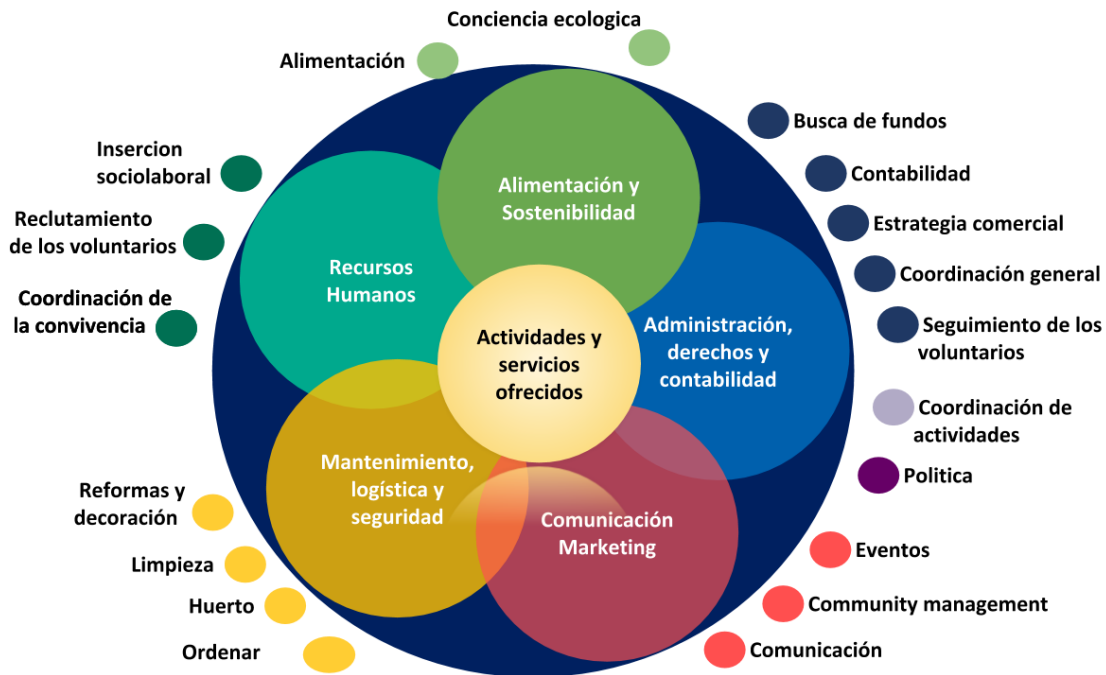 Conciencia ecologica
Alimentación
Busca de fondos
Insercion
sociolaboral
Contabilidad
Alimentación y
Sostenibilidad
Reclutamiento
de los voluntarios
Estrategia comercial
Recursos
Humanos
Coordinación general
Coordinación de
la convivencia
Actividades y
servicios
ofrecidos
Administración,
derechos y
contabilidad
Seguimiento de los
voluntarios
Coordinación de
actividades
Mantenimiento,
logística y
seguridad
Politica
Reformas y
decoración
Comunicación
Marketing
Eventos
Limpieza
Huerto
Community management
Ordenar
Comunicación